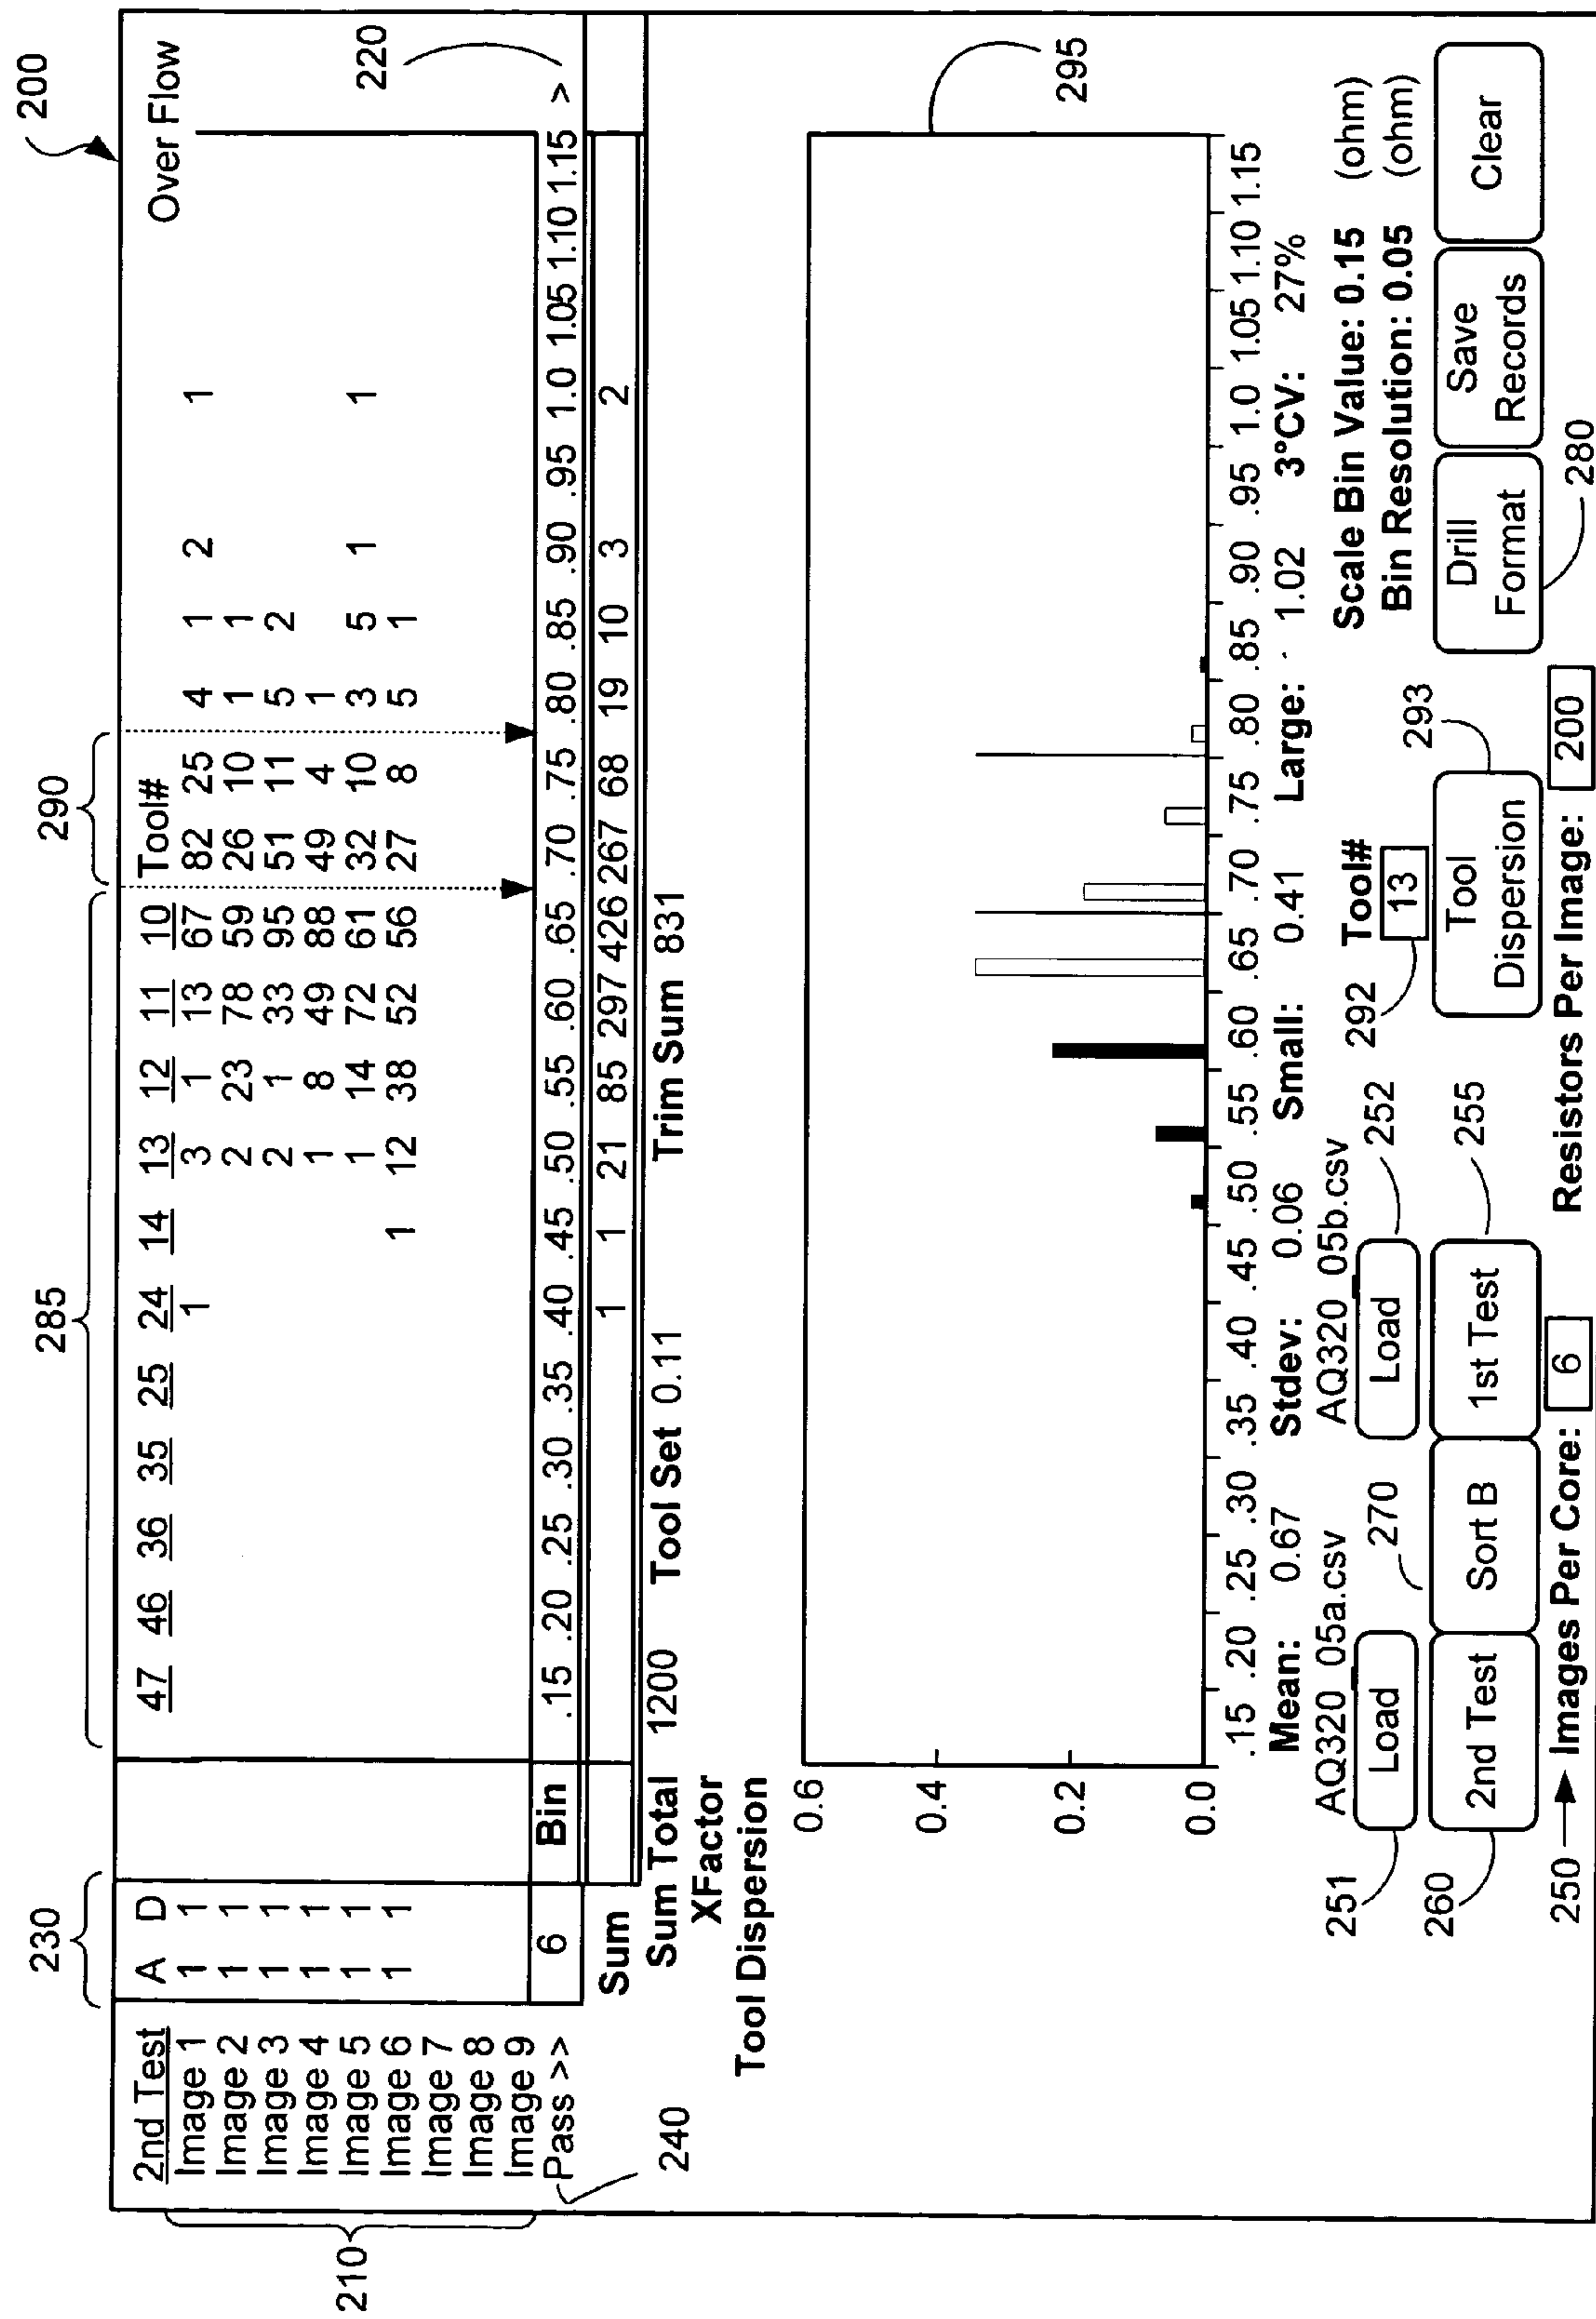 200
230
285
290
2nd Test A D 47 46 36 35 25 24 14 13 12 11 10 Tool# Over Flow
Image 1 1 1 1 3 1 13 67 82 25 4 1 2 1
Image 2 1 1 2 23 78 59 26 10 1 1
Image 3 1 1 2 1 33 95 51 11 5 2
Image 4 1 1 1 8 49 88 49 4 1
Image 5 1 1 1 14 72 61 32 10 3 5 1 1
Image 6 1 1 1 12 38 52 56 27 8 5 1
Image 7
Image 8
Image 9
210
Pass >> 6 Bin .15 .20 .25 .30 .35 .40 .45 .50 .55 .60 .65 .70 .75 .80 .85 .90 .95 1.0 1.05 1.10 1.15 >
220
240
Sum 1 1 21 85 297 426 267 68 19 10 3 2
Sum Total 1200 Tool Set 0.11 Trim Sum 831
XFactor
Tool Dispersion
0.6
0.4
0.2
0.0
295
.15 .20 .25 .30 .35 .40 .45 .50 .55 .60 .65 .70 .75 .80 .85 .90 .95 1.0 1.05 1.10 1.15
Mean: 0.67 Stdev: 0.06 Small: 0.41 Large: 1.02 3°CV: 27%
AQ320_05a.csv AQ320_05b.csv
Tool#
Scale Bin Value: 0.15 (ohm)
Bin Resolution: 0.05 (ohm)
251
Load
270
Load
252
292
13
293
260
2nd Test
Sort B
1st Test
255
Tool
Dispersion
Drill
Format
Save
Records
Clear
280
250
Images Per Core: 6
Resistors Per Image: 200